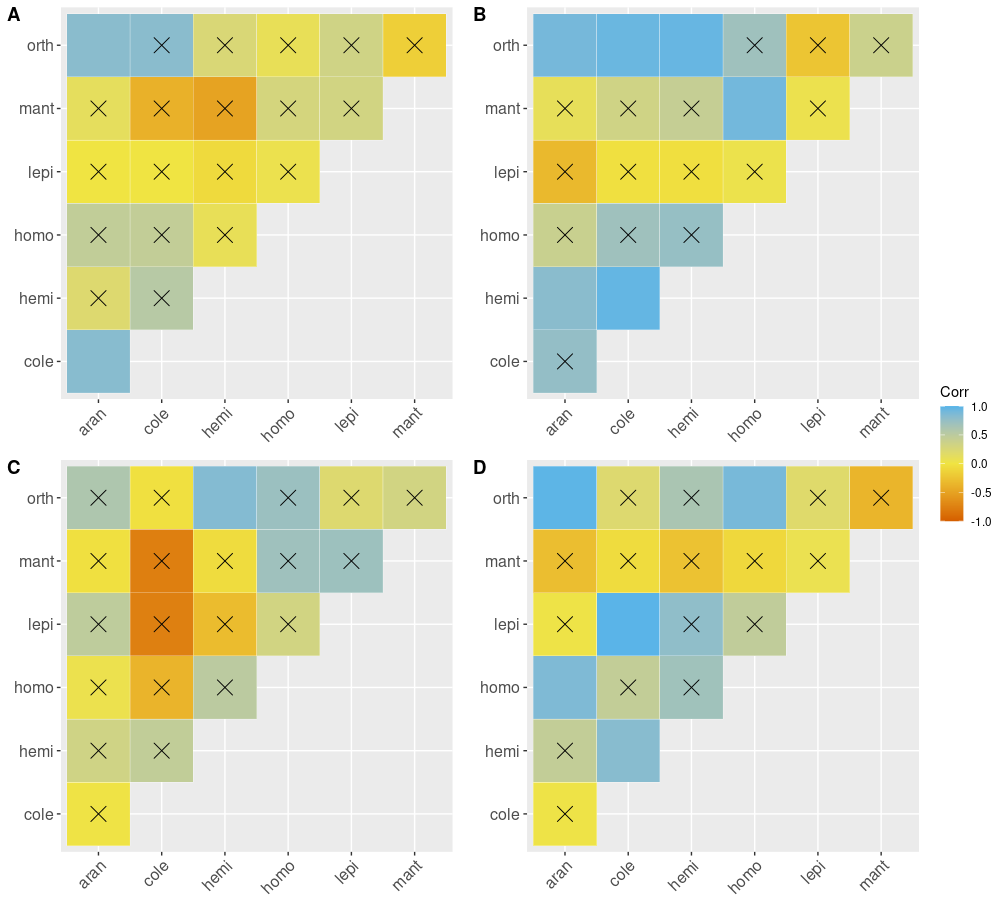 A
orth
mant
lepi
homo
hemi
cole
aran
cole
hemi
homo
lepi
mant
B
orth
mant
lepi
homo
hemi
cole
aran
cole
hemi
homo
lepi
mant
C
orth
mant
lepi
homo
hemi
cole
aran
cole
hemi
homo
lepi
mant
D
orth
mant
lepi
homo
hemi
cole
aran
cole
hemi
homo
lepi
mant
Corr
1.0
0.5
0.0
-0.5
-1.0